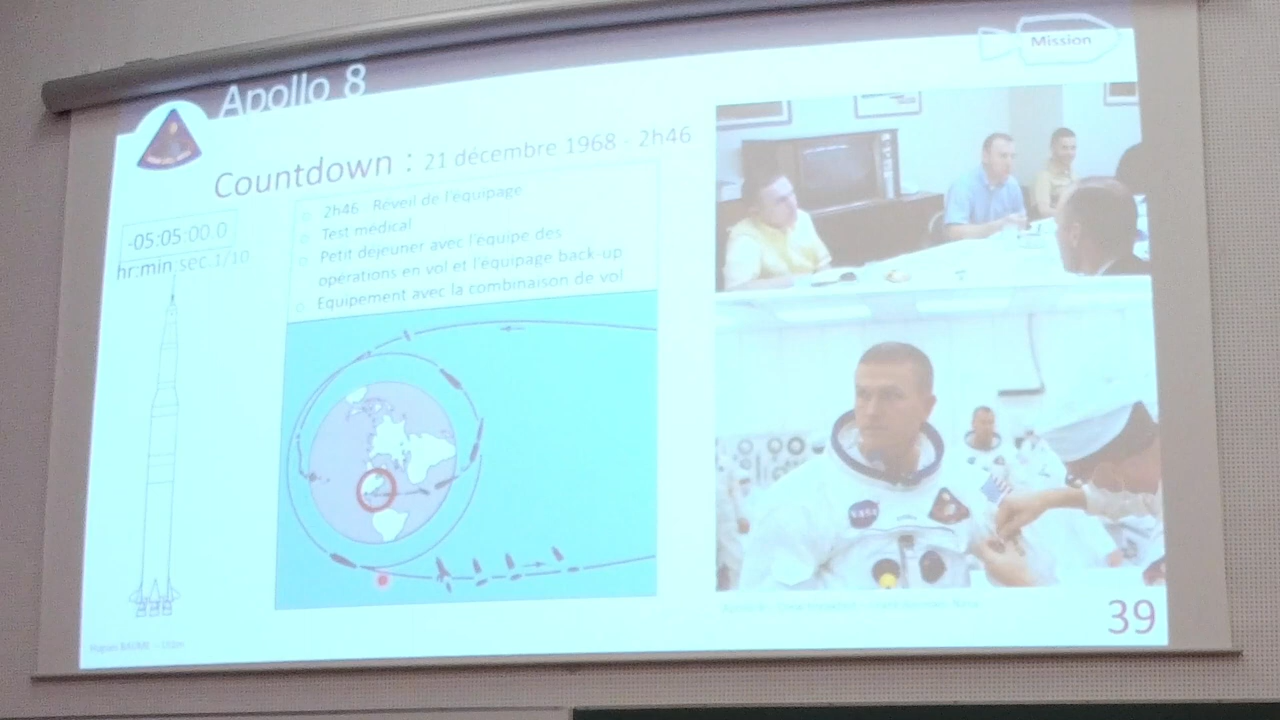 Mission
Apollo 8
Countdown : 21 décembre 1968 - 2h46
-05:05:00.0
hr:min sec.1/10
2h46 Réveil de l'équipage
Test médical
Petit déjeuner avec l'équipe des
opérations en vol et l'équipage back-up
Equipement avec la combinaison de vol
NASA
39